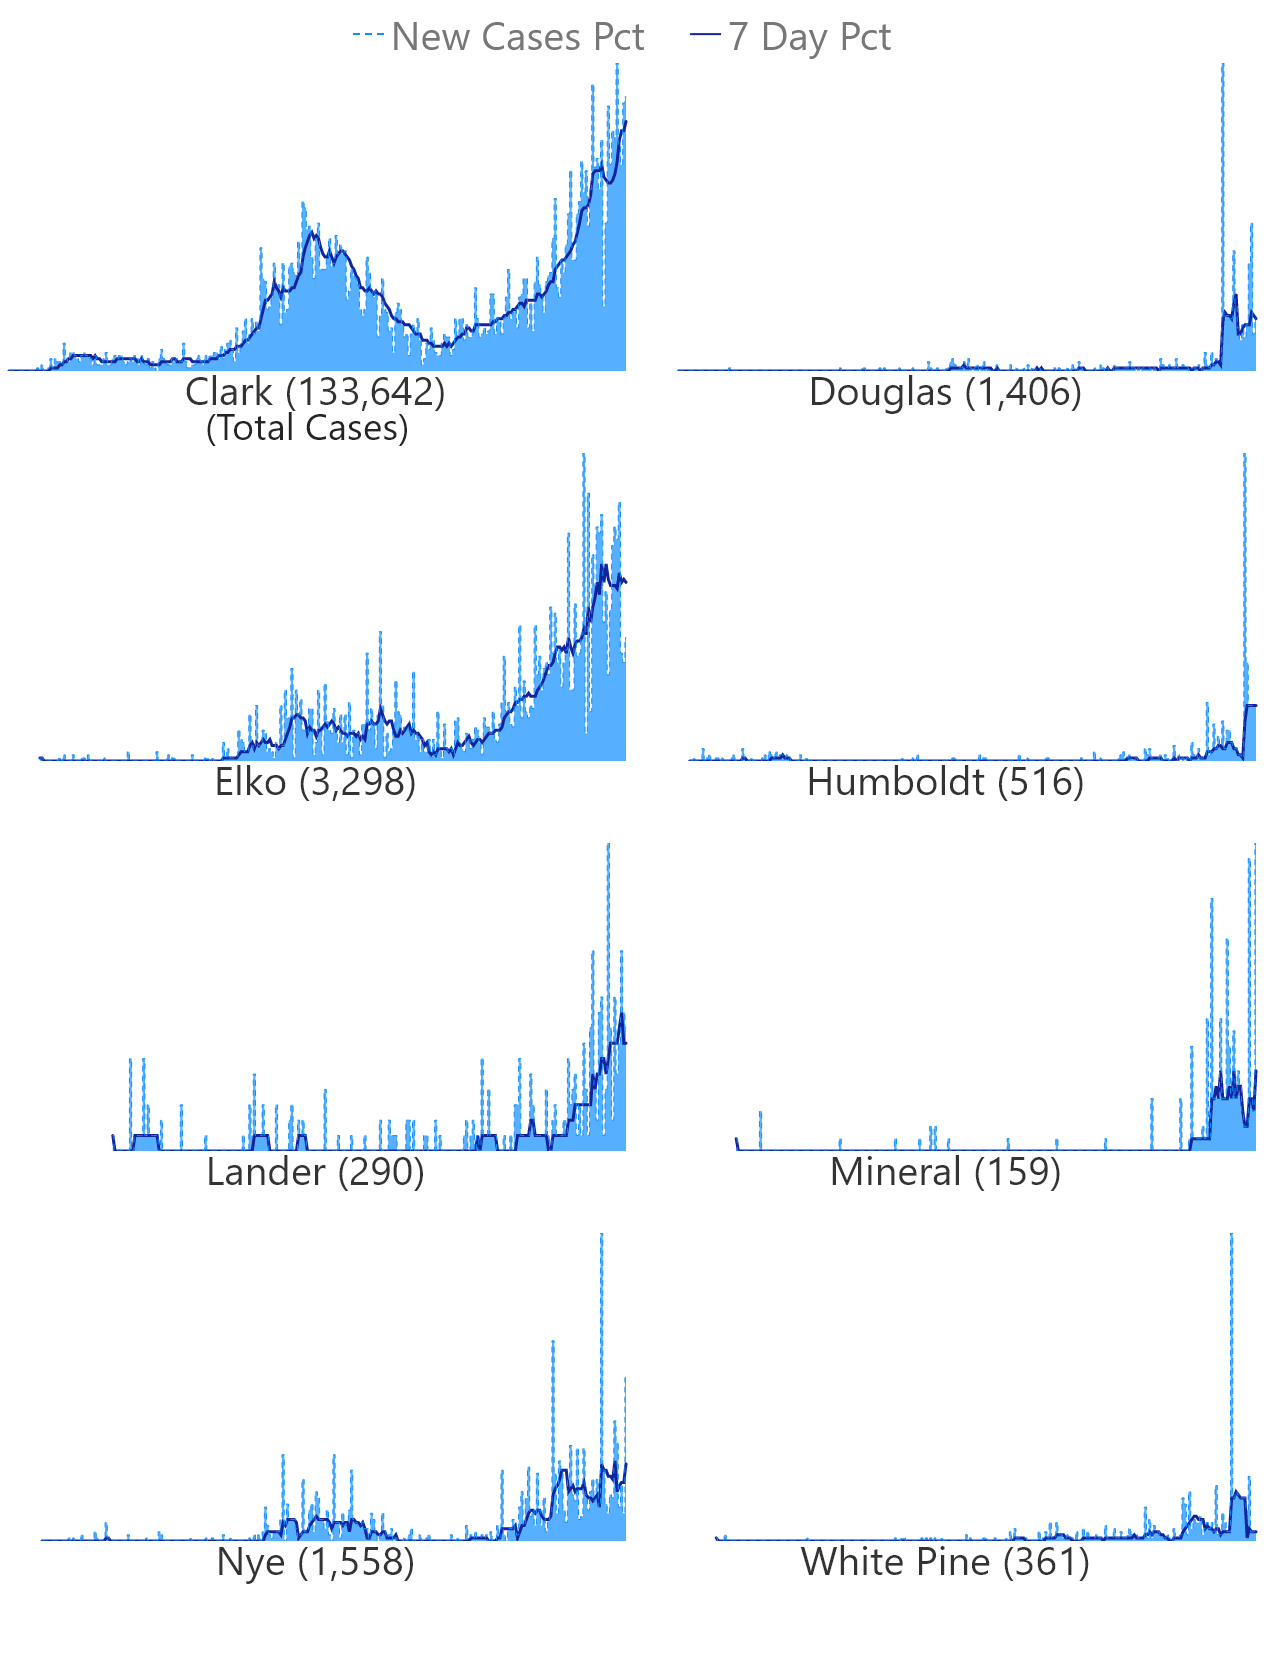 New Cases Pct 7 Day Pct
Clark (133,642) Douglas (1,406)
(Total Cases)
Elko (3,298) Humboldt (516)
Lander (290) Mineral (159)
Nye (1,558) White Pine (361)